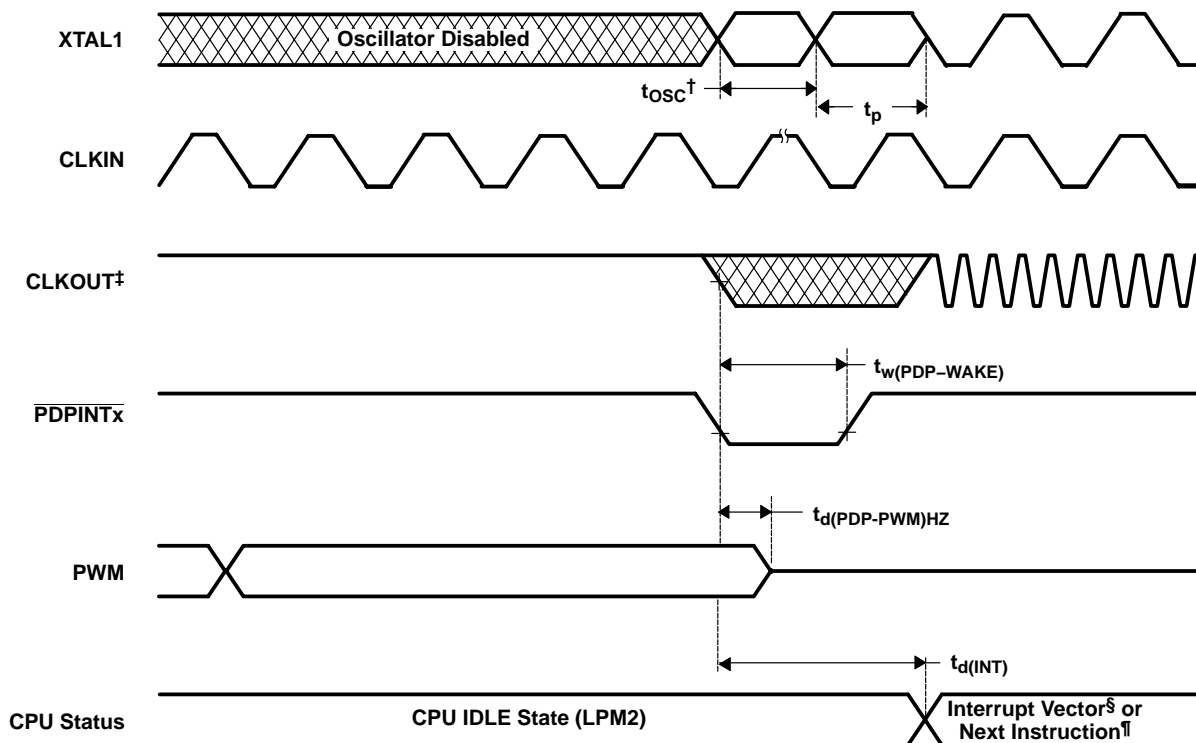 XTAL1
Oscillator Disabled
tOSC†
tp
CLKIN
CLKOUT‡
tw(PDP–WAKE)
PDPINTx
td(PDP-PWM)HZ
PWM
td(INT)
CPU Status
CPU IDLE State (LPM2)
Interrupt Vector§ or
Next Instruction¶